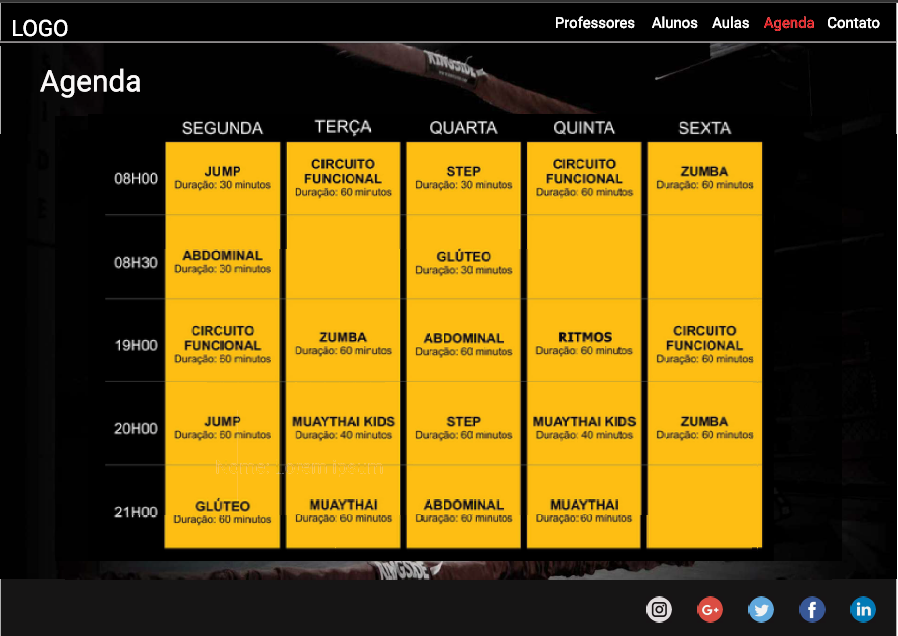 LOGO
Professores Alunos Aulas Agenda Contato
KINGSIDE
Agenda
SEGUNDA TERÇA QUARTA QUINTA SEXTA
08H00
JUMP
Duração: 30 minutos
CIRCUITO
FUNCIONAL
Duração: 60 minutos
STEP
Duração: 30 minutos
CIRCUITO
FUNCIONAL
Duração: 60 minutos
ZUMBA
Duração: 60 minutos
08H30
ABDOMINAL
Duração: 30 minutos
GLÚTEO
Duração: 30 minutos
19H00
CIRCUITO
FUNCIONAL
Duração: 60 minutos
ZUMBA
Duração: 60 minutos
ABDOMINAL
Duração: 60 minutos
RITMOS
Duração: 60 minutos
CIRCUITO
FUNCIONAL
Duração: 60 minutos
20H00
JUMP
Duração: 60 minutos
MUAYTHAI KIDS
Duração: 40 minutos
STEP
Duração: 60 minutos
MUAYTHAI KIDS
Duração: 40 minutos
ZUMBA
Duração: 60 minutos
21H00
GLÚTEO
Duração: 60 minutos
MUAYTHAI
Duração: 60 minutos
ABDOMINAL
Duração: 60 minutos
MUAYTHAI
Duração: 60 minutos
KINGSIDE
G+
f
in